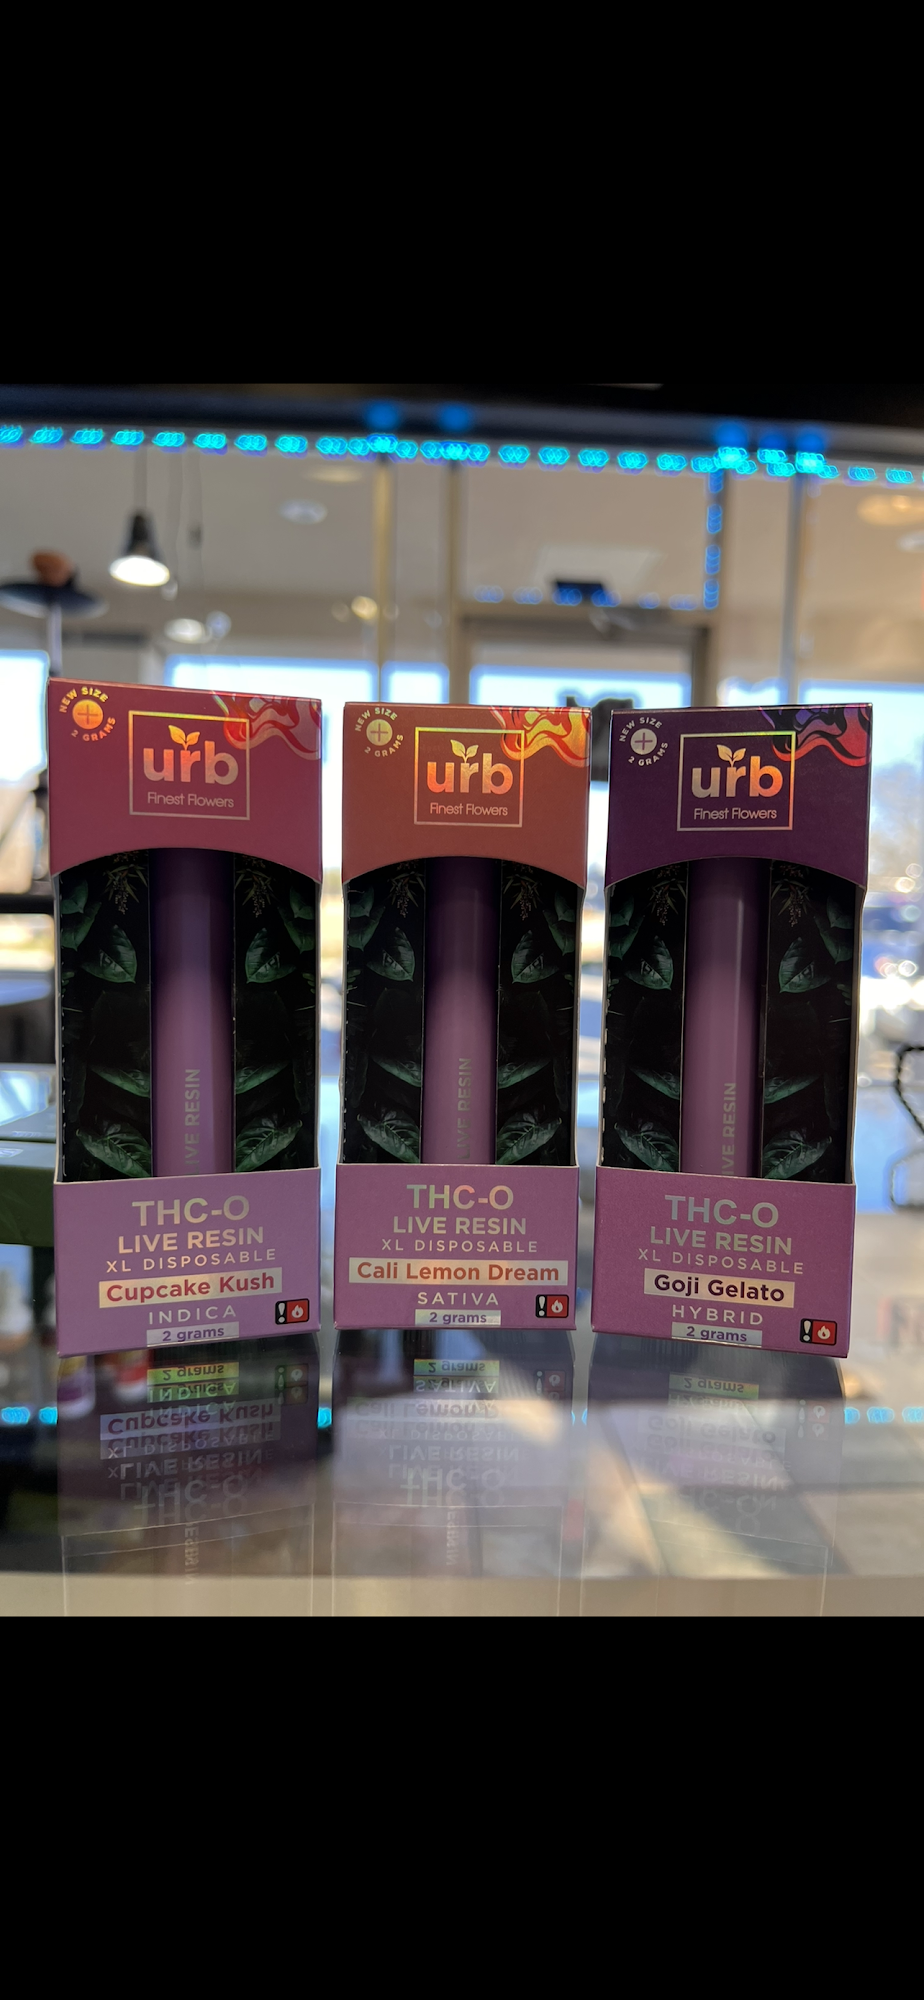 NEW SIZE
2 GRAMS
urb
Finest Flowers
LIVE RESIN
THC-O
LIVE RESIN
XL DISPOSABLE
Cupcake Kush
INDICA
2 grams
NEW SIZE
2 GRAMS
urb
Finest Flowers
LIVE RESIN
THC-O
LIVE RESIN
XL DISPOSABLE
Cali Lemon Dream
SATIVA
2 grams
NEW SIZE
2 GRAMS
urb
Finest Flowers
LIVE RESIN
THC-O
LIVE RESIN
XL DISPOSABLE
Goji Gelato
HYBRID
2 grams